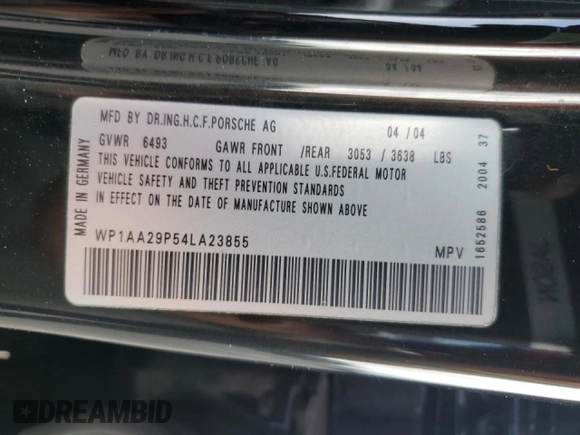 MFD BY DR.ING.H.C.F.PORSCHE AG 04/04
GVWR 6493 GAWR FRONT /REAR 3053 / 3638 LBS
THIS VEHICLE CONFORMS TO ALL APPLICABLE U.S.FEDERAL MOTOR
VEHICLE SAFETY AND THEFT PREVENTION STANDARDS
IN EFFECT ON THE DATE OF MANUFACTURE SHOWN ABOVE
WP1AA29P54LA23855 MPV
MADE IN GERMANY
1652586 2004 37
DREAMBID